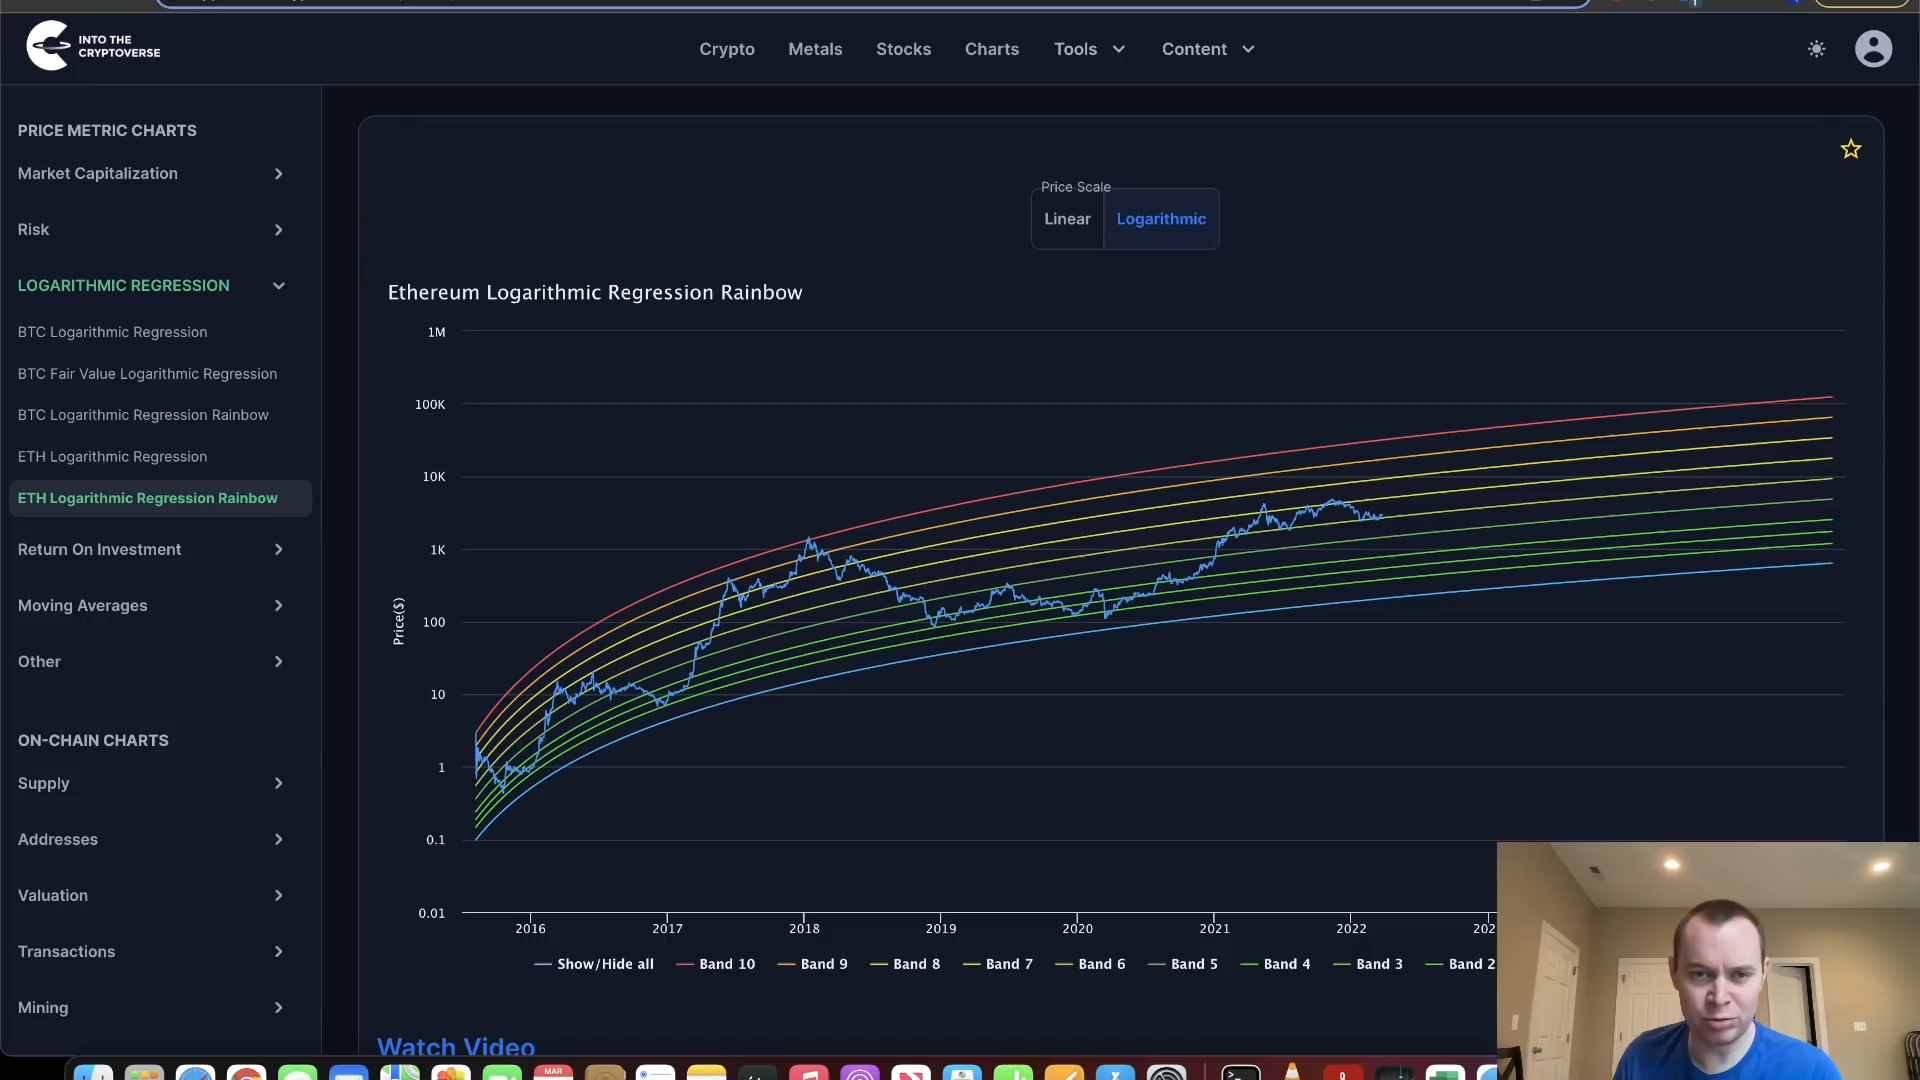 INTO THE
CRYPTOVERSE
Crypto
Metals
Stocks
Charts
Tools
Content
PRICE METRIC CHARTS
Market Capitalization
Risk
LOGARITHMIC REGRESSION
BTC Logarithmic Regression
BTC Fair Value Logarithmic Regression
BTC Logarithmic Regression Rainbow
ETH Logarithmic Regression
ETH Logarithmic Regression Rainbow
Return On Investment
Moving Averages
Other
ON-CHAIN CHARTS
Supply
Addresses
Valuation
Transactions
Mining
Price Scale
Linear
Logarithmic
Ethereum Logarithmic Regression Rainbow
1M
100K
10K
1K
100
10
1
0.1
0.01
Price($)
2016
2017
2018
2019
2020
2021
2022
Show/Hide all
Band 10
Band 9
Band 8
Band 7
Band 6
Band 5
Band 4
Band 3
Band 2
Watch Video
MAR